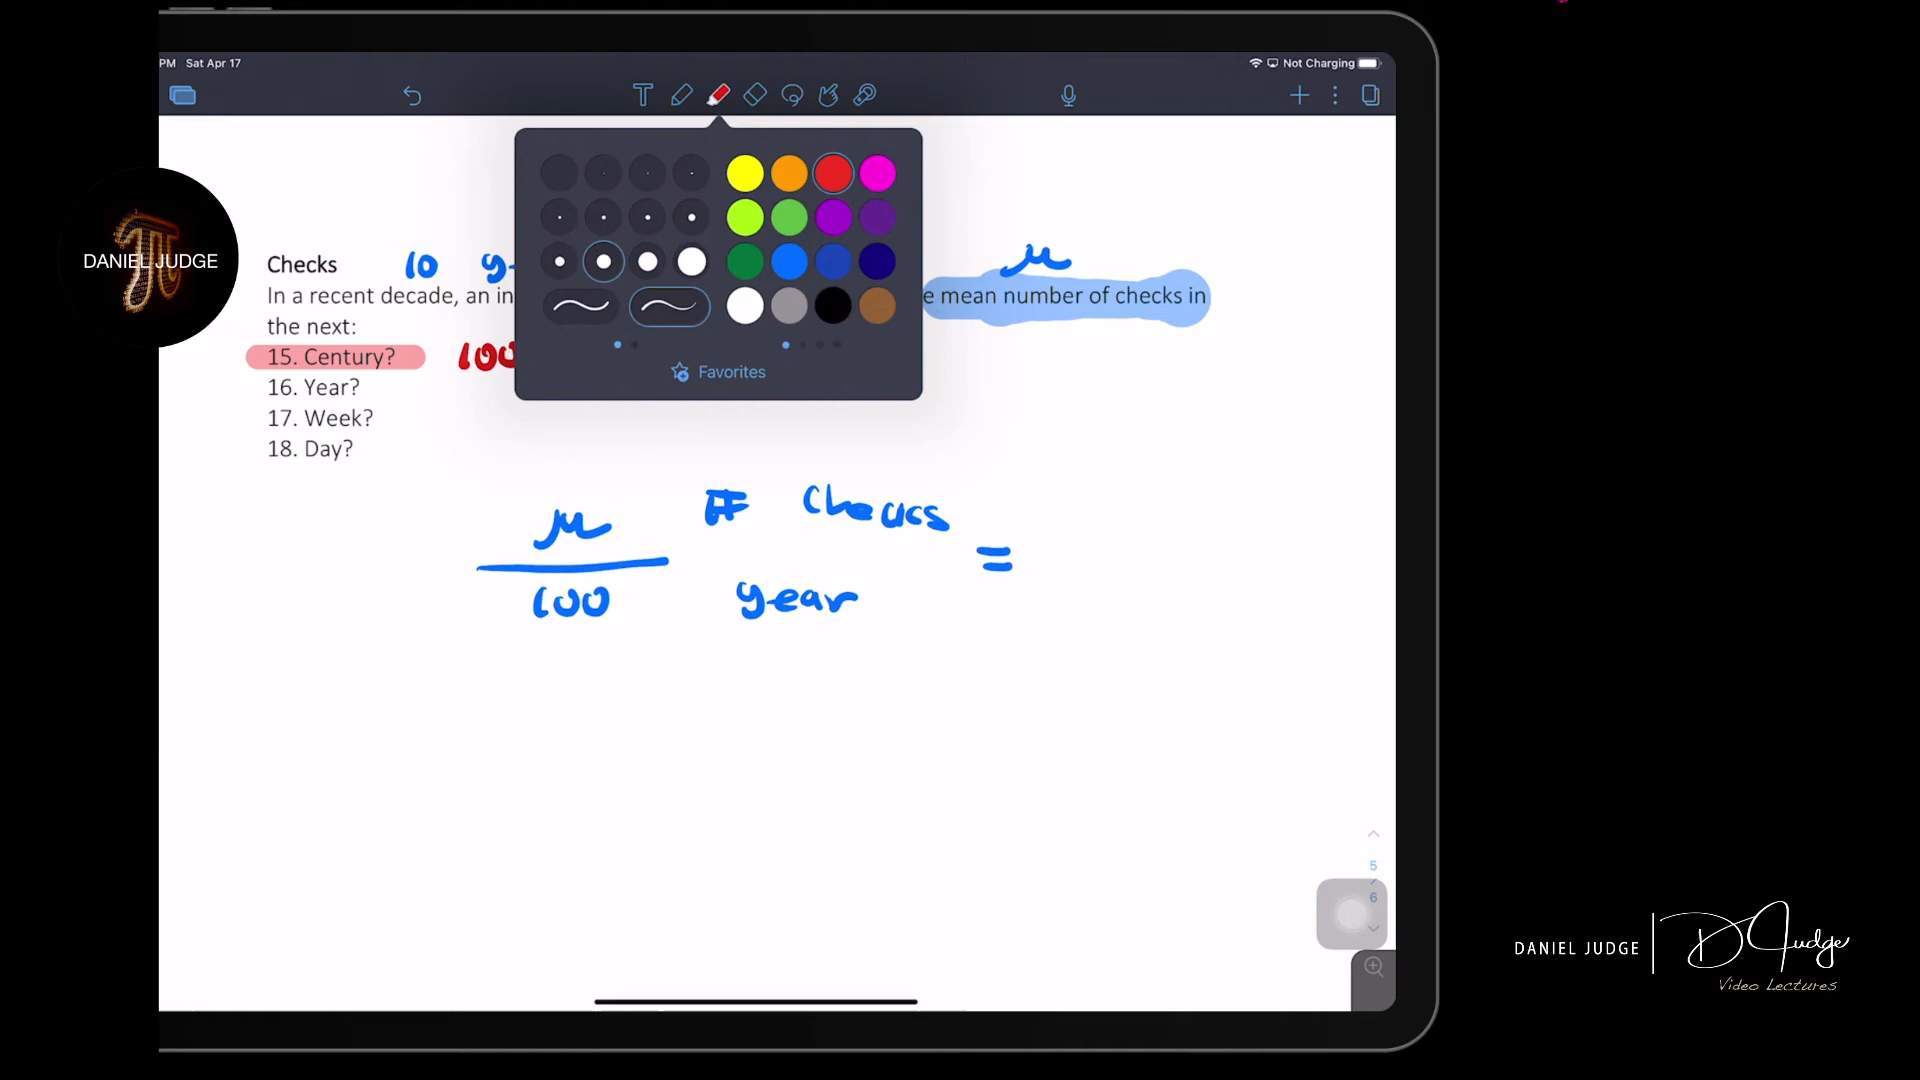 PM Sat Apr 17
Not Charging
T
DANIEL JUDGE
Checks 10
μ
In a recent decade, an in
e mean number of checks in
the next:
15. Century? 100
16. Year?
17. Week?
18. Day?
Favorites
μ # Checks
=
100 year
5
/
6
DANIEL JUDGE
DJudge
Video Lectures